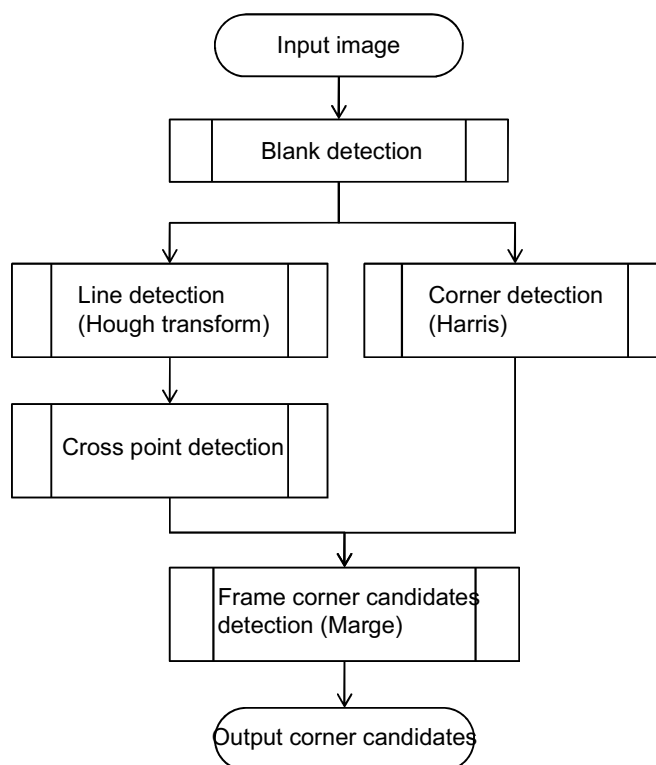 Input image
Blank detection
Line detection
(Hough transform)
Corner detection
(Harris)
Cross point detection
Frame corner candidates
detection (Marge)
Output corner candidates